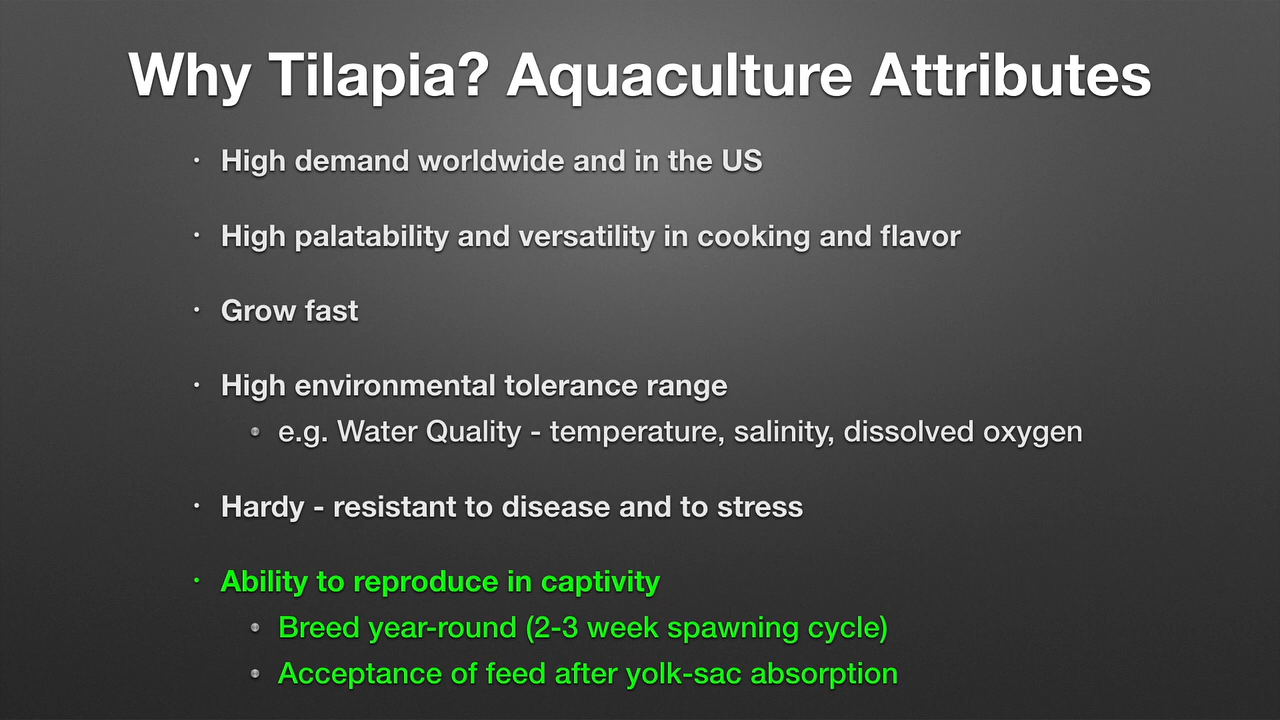 Why Tilapia? Aquaculture Attributes
• High demand worldwide and in the US
• High palatability and versatility in cooking and flavor
• Grow fast
• High environmental tolerance range
• e.g. Water Quality - temperature, salinity, dissolved oxygen
• Hardy - resistant to disease and to stress
• Ability to reproduce in captivity
• Breed year-round (2-3 week spawning cycle)
• Acceptance of feed after yolk-sac absorption